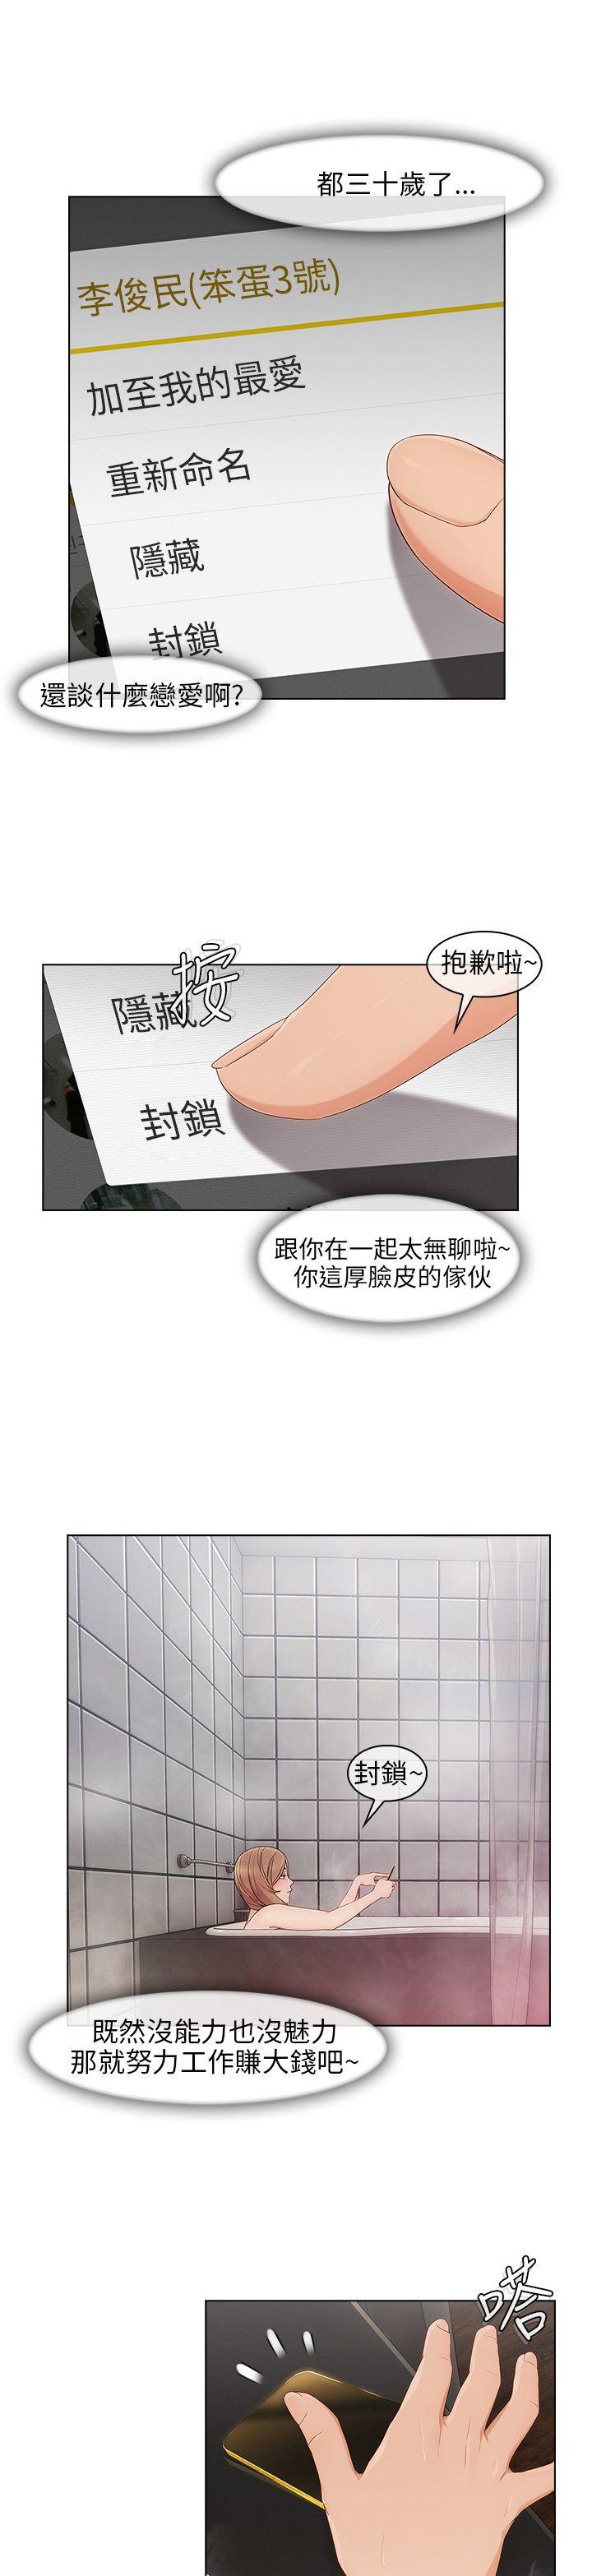 都三十歲了...
李俊民(笨蛋3號)
加至我的最愛
重新命名
隱藏
封鎖
還談什麼戀愛啊?
抱歉啦~
按
隱藏
封鎖
跟你在一起太無聊啦~
你這厚臉皮的傢伙
封鎖~
既然沒能力也沒魅力
那就努力工作賺大錢吧~
嗒